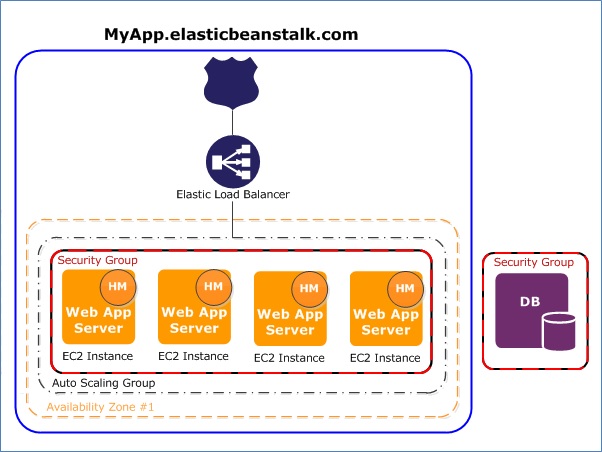 MyApp.elasticbeanstalk.com
Elastic Load Balancer
Security Group
HM
HM
HM
HM
Web App
Server
Web App
Server
Web App
Server
Web App
Server
EC2 Instance
EC2 Instance
EC2 Instance
EC2 Instance
Auto Scaling Group
Availability Zone #1
Security Group
DB